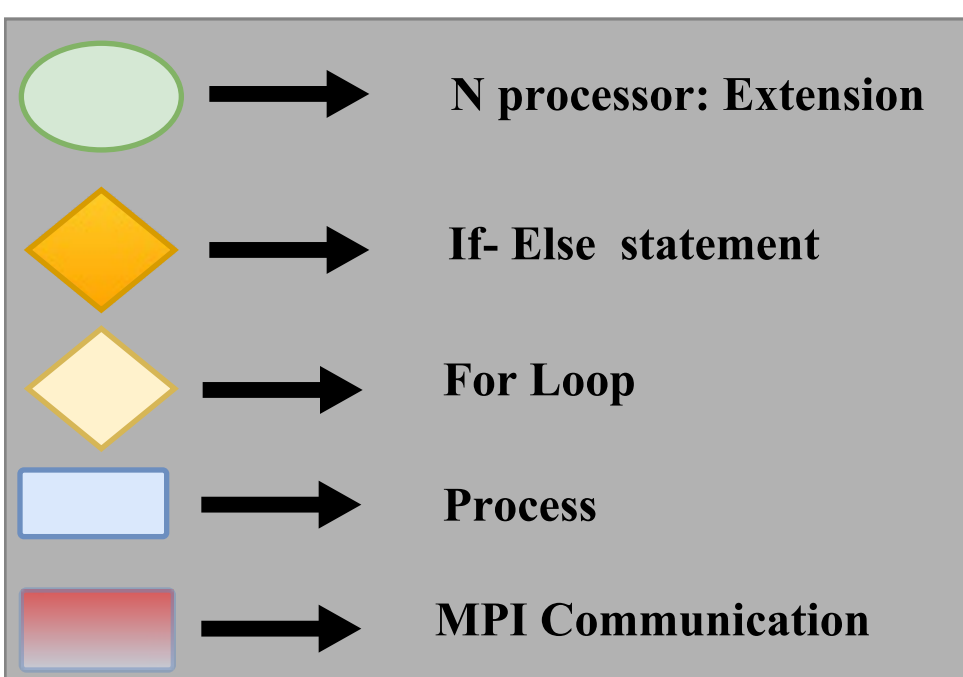 N processor: Extension
If- Else statement
For Loop
Process
MPI Communication